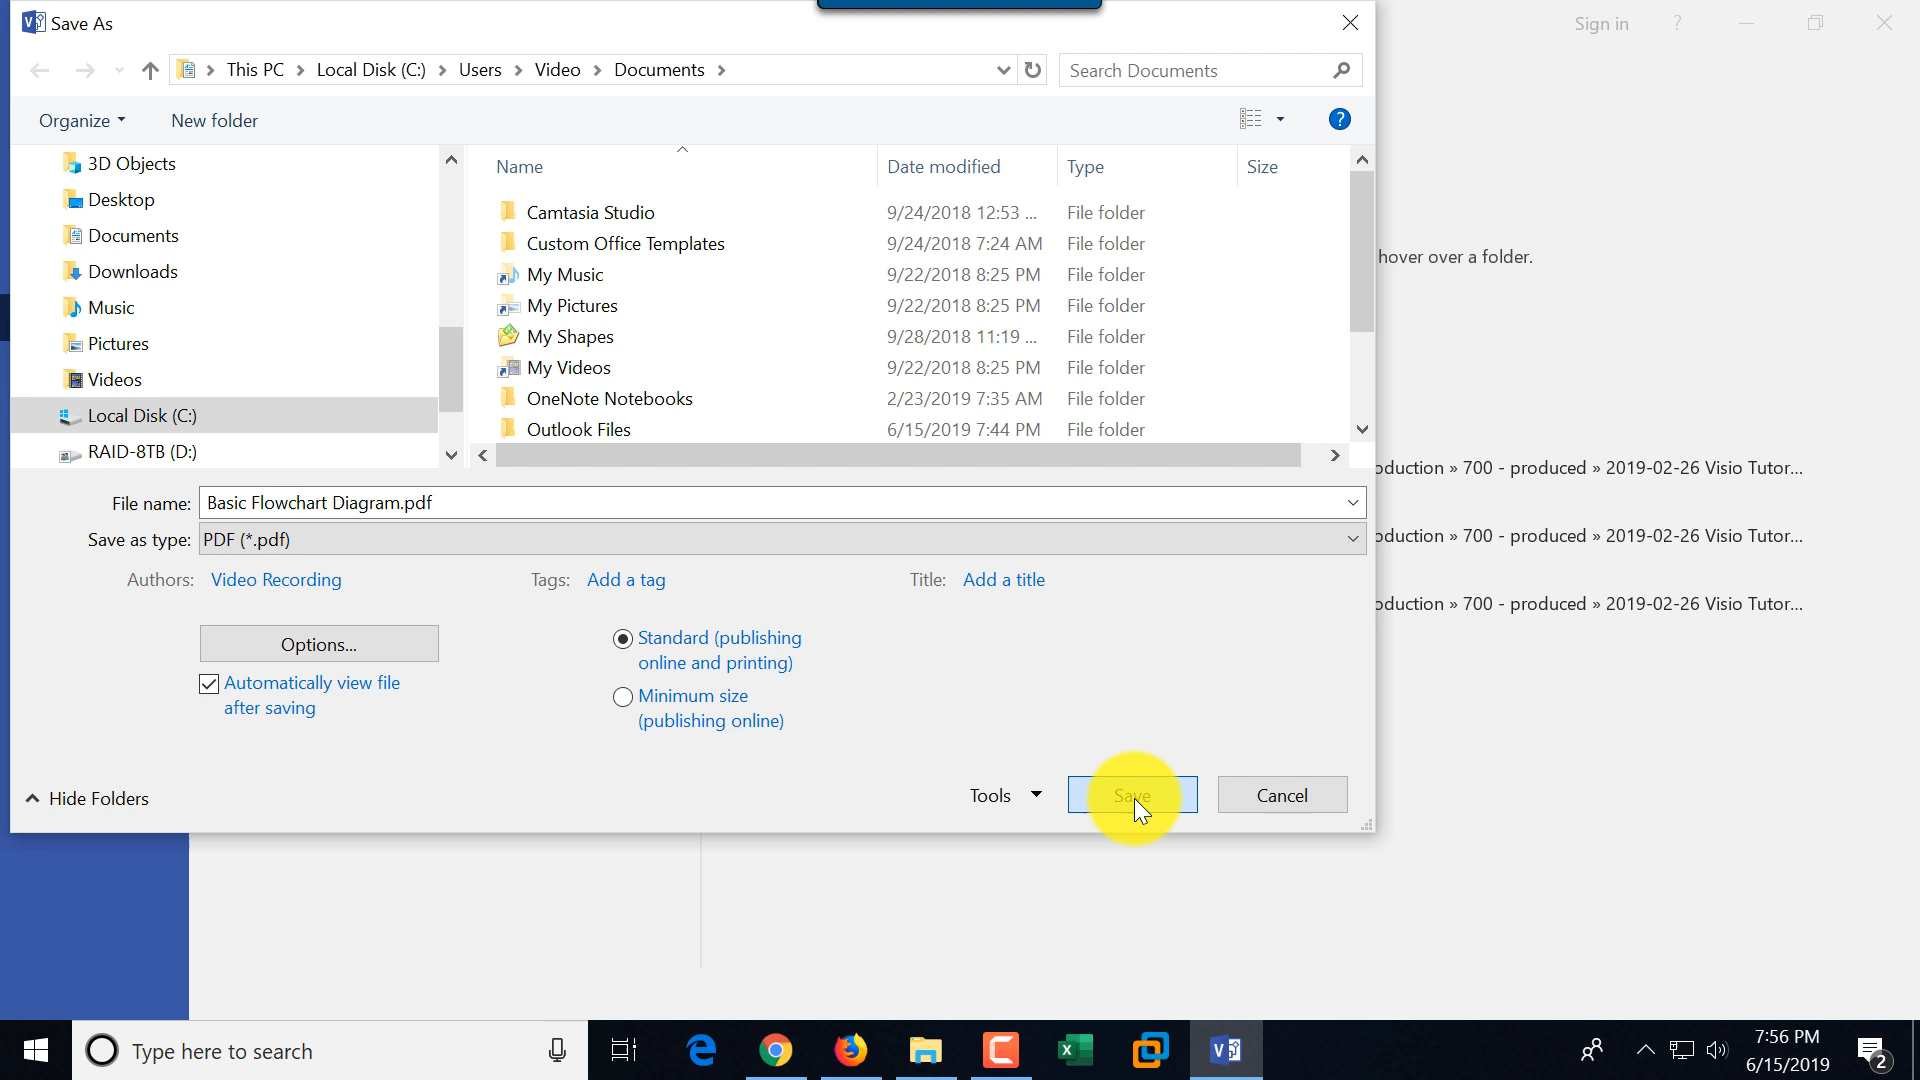 Save As
Sign in ?
This PC Local Disk (C:) Users Video Documents
Search Documents
Organize
New folder
?
3D Objects
Desktop
Documents
Downloads
Music
Pictures
Videos
Local Disk (C:)
RAID-8TB (D:)
Name Date modified Type Size
Camtasia Studio 9/24/2018 12:53 ... File folder
Custom Office Templates 9/24/2018 7:24 AM File folder
My Music 9/22/2018 8:25 PM File folder
My Pictures 9/22/2018 8:25 PM File folder
My Shapes 9/28/2018 11:19 ... File folder
My Videos 9/22/2018 8:25 PM File folder
OneNote Notebooks 2/23/2019 7:35 AM File folder
Outlook Files 6/15/2019 7:44 PM File folder
hover over a folder.
oduction » 700 - produced » 2019-02-26 Visio Tutor...
oduction » 700 - produced » 2019-02-26 Visio Tutor...
oduction » 700 - produced » 2019-02-26 Visio Tutor...
File name: Basic Flowchart Diagram.pdf
Save as type: PDF (*.pdf)
Authors: Video Recording
Tags: Add a tag
Title: Add a title
Options...
Automatically view file
after saving
Standard (publishing
online and printing)
Minimum size
(publishing online)
Hide Folders
Tools
Save
Cancel
Type here to search
7:56 PM
6/15/2019
2